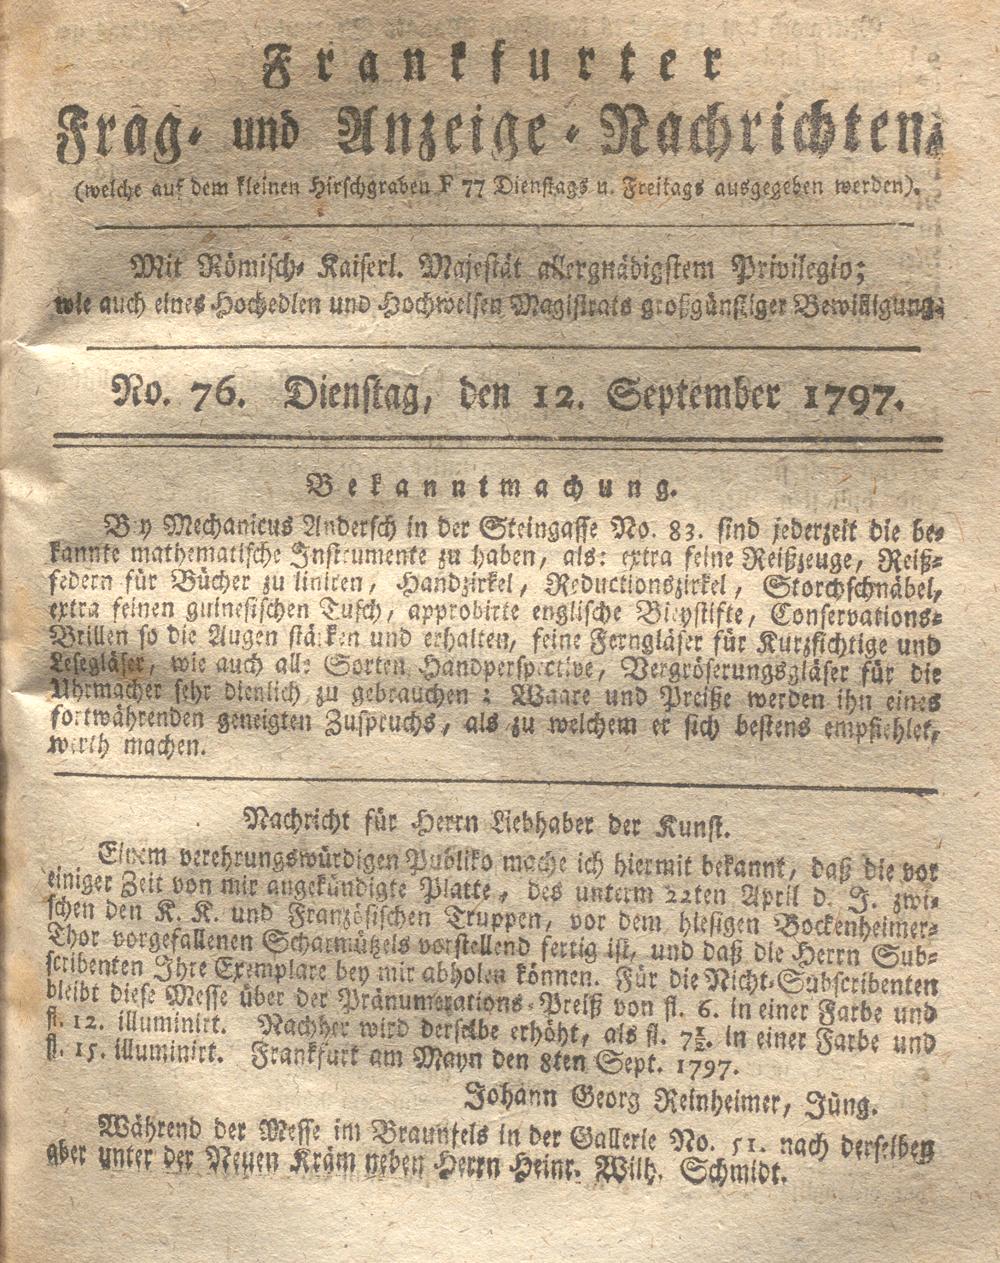 Frankfurter
Frag- und Anzeige-Nachrichten,
(welche auf dem kleinen Hirschgraben F 77 Dienstags u. Freitags ausgegeben werden).
Mit Römisch- Kaiserl. Majestät allergnädigstem Privilegio;
wie auch eines Hochedlen und Hochweisen Magistrats großgünstiger Bewilligung.
No. 76. Dienstag, den 12. September 1797.
Bekanntmachung.
By Mechanicus Andersch in der Steingasse No. 83. sind jederzeit die be-
kannte mathematische Instrumente zu haben, als: extra feine Reißzeuge, Reiß-
federn für Bücher zu liniren, Handzirkel, Reductionszirkel, Storchschnäbel,
extra feinen guinesischen Tusch, approbirte englische Bleystifte, Conservations-
Brillen so die Augen stärken und erhalten, feine Ferngläser für Kurzsichtige und
Lesegläser, wie auch alle Sorten Handperspective, Vergröserungsgläser für die
Uhrmacher sehr dienlich zu gebrauchen: Waare und Preiße werden ihn eines
fortwährenden geneigten Zuspruchs, als zu welchem er sich bestens empfiehlet,
werth machen.
Nachricht für Herrn Liebhaber der Kunst.
Einem verehrungswürdigen Publiko mache ich hiermit bekannt, daß die vor
einiger Zeit von mir angekündigte Platte, des unterm 22ten April d. J. zwi-
schen den K. K. und Französischen Truppen, vor dem hiesigen Bockenheimer-
Thor vorgefallenen Scharmützels vorstellend fertig ist, und daß die Herrn Sub-
scribenten Ihre Exemplare bey mir abholen können. Für die Nicht-Subscribenten
bleibt diese Messe über der Pränumerations-Preiß von fl. 6. in einer Farbe und
fl. 12. illuminirt. Nachher wird derselbe erhöht, als fl. 7½. in einer Farbe und
fl. 15. illuminirt. Frankfurt am Mayn den 8ten Sept. 1797.
Johann Georg Reinheimer, Jüng.
Während der Messe im Braunfels in der Gallerie No. 51. nach derselben
aber unter der Neuen Kräm neben Herrn Heinr. Wilh. Schmidt.